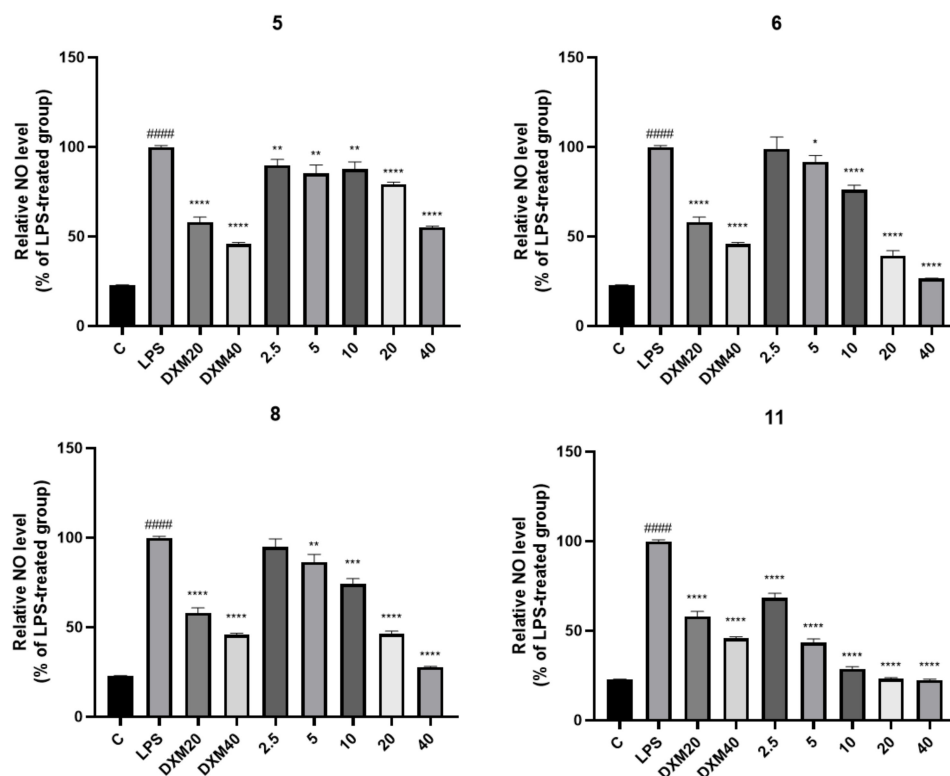 5
Relative NO level
(% of LPS-treated group)
150
100
50
0
####
****
****
**
**
**
****
****
C
LPS
DXM20
DXM40
2.5
5
10
20
40
6
Relative NO level
(% of LPS-treated group)
150
100
50
0
####
****
****
*
****
****
****
C
LPS
DXM20
DXM40
2.5
5
10
20
40
8
Relative NO level
(% of LPS-treated group)
150
100
50
0
####
****
****
**
***
****
****
C
LPS
DXM20
DXM40
2.5
5
10
20
40
11
Relative NO level
(% of LPS-treated group)
150
100
50
0
####
****
****
****
****
****
****
****
C
LPS
DXM20
DXM40
2.5
5
10
20
40